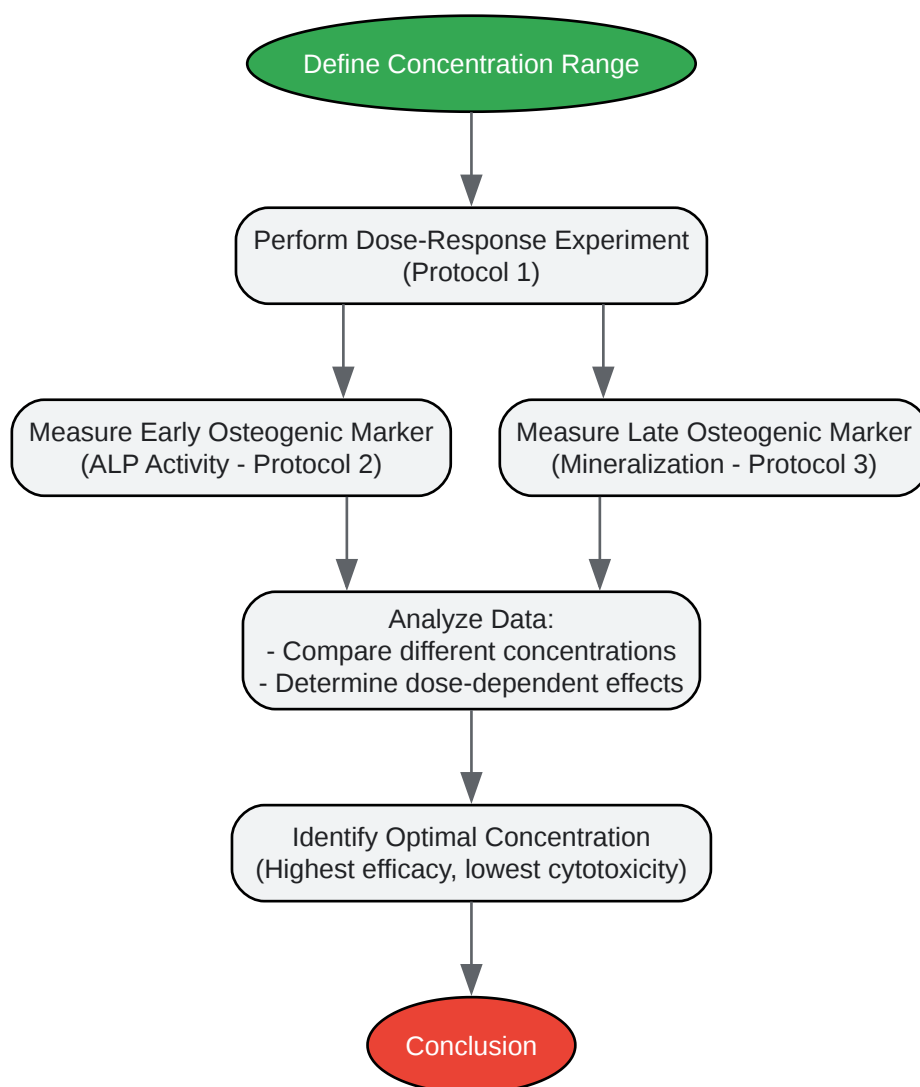 Define Concentration Range
Perform Dose-Response Experiment
(Protocol 1)
Measure Early Osteogenic Marker
(ALP Activity - Protocol 2)
Measure Late Osteogenic Marker
(Mineralization - Protocol 3)
Analyze Data:
- Compare different concentrations
- Determine dose-dependent effects
Identify Optimal Concentration
(Highest efficacy, lowest cytotoxicity)
Conclusion